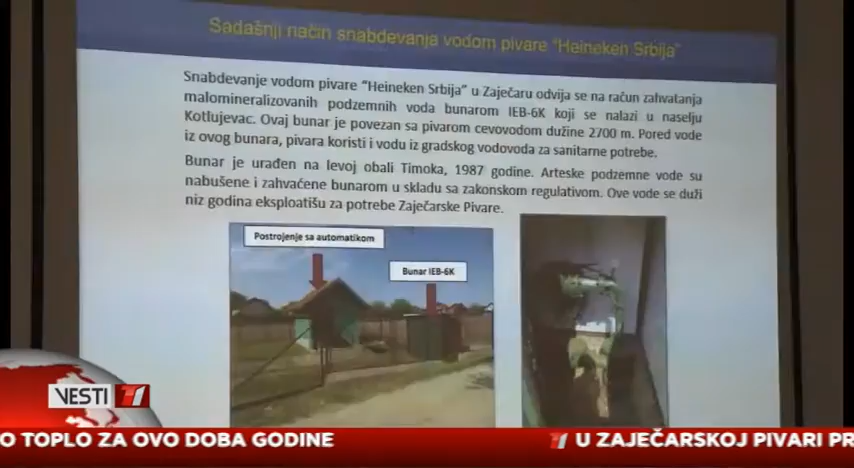 Sadašnji način snabdevanja vodom pivare "Heineken Srbija"
Snabdevanje vodom pivare "Heineken Srbija" u Zaječaru odvija se na račun zahvatanja
malomineralizovanih podzemnih voda bunarom IEB-6K koji se nalazi u naselju
Kotlujevac. Ovaj bunar je povezan sa pivarom cevovodom dužine 2700 m. Pored vode
iz ovog bunara, pivara koristi i vodu iz gradskog vodovoda za sanitarne potrebe.
Bunar je urađen na levoj obali Timoka, 1987 godine. Arteske podzemne vode su
nabušene i zahvaćene bunarom u skladu sa zakonskom regulativom. Ove vode se duži
niz godina eksploatišu za potrebe Zaječarske Pivare.
Postrojenje sa automatikom
Bunar IEB-6K
VESTI T1
O TOPLO ZA OVO DOBA GODINE
T1 U ZAJEČARSKOJ PIVARI PR